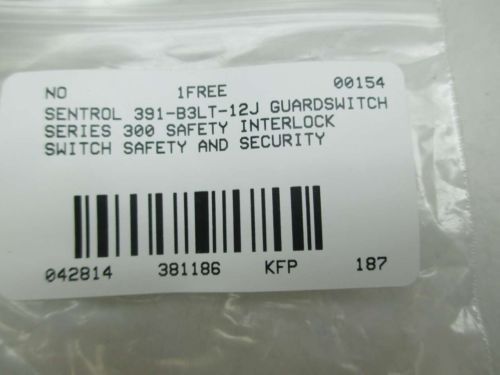 NO 1FREE 00154
SENTROL 391-B3LT-12J GUARDSWITCH
SERIES 300 SAFETY INTERLOCK
SWITCH SAFETY AND SECURITY
042814 381186 KFP 187